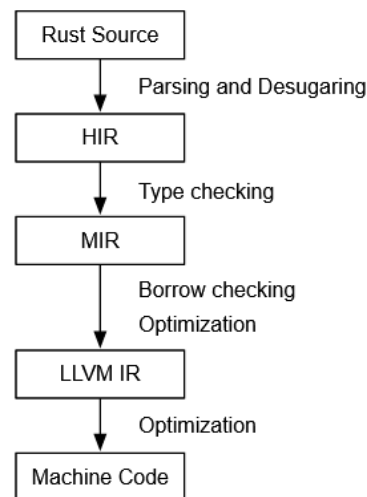 Rust Source
Parsing and Desugaring
HIR
Type checking
MIR
Borrow checking
Optimization
LLVM IR
Optimization
Machine Code